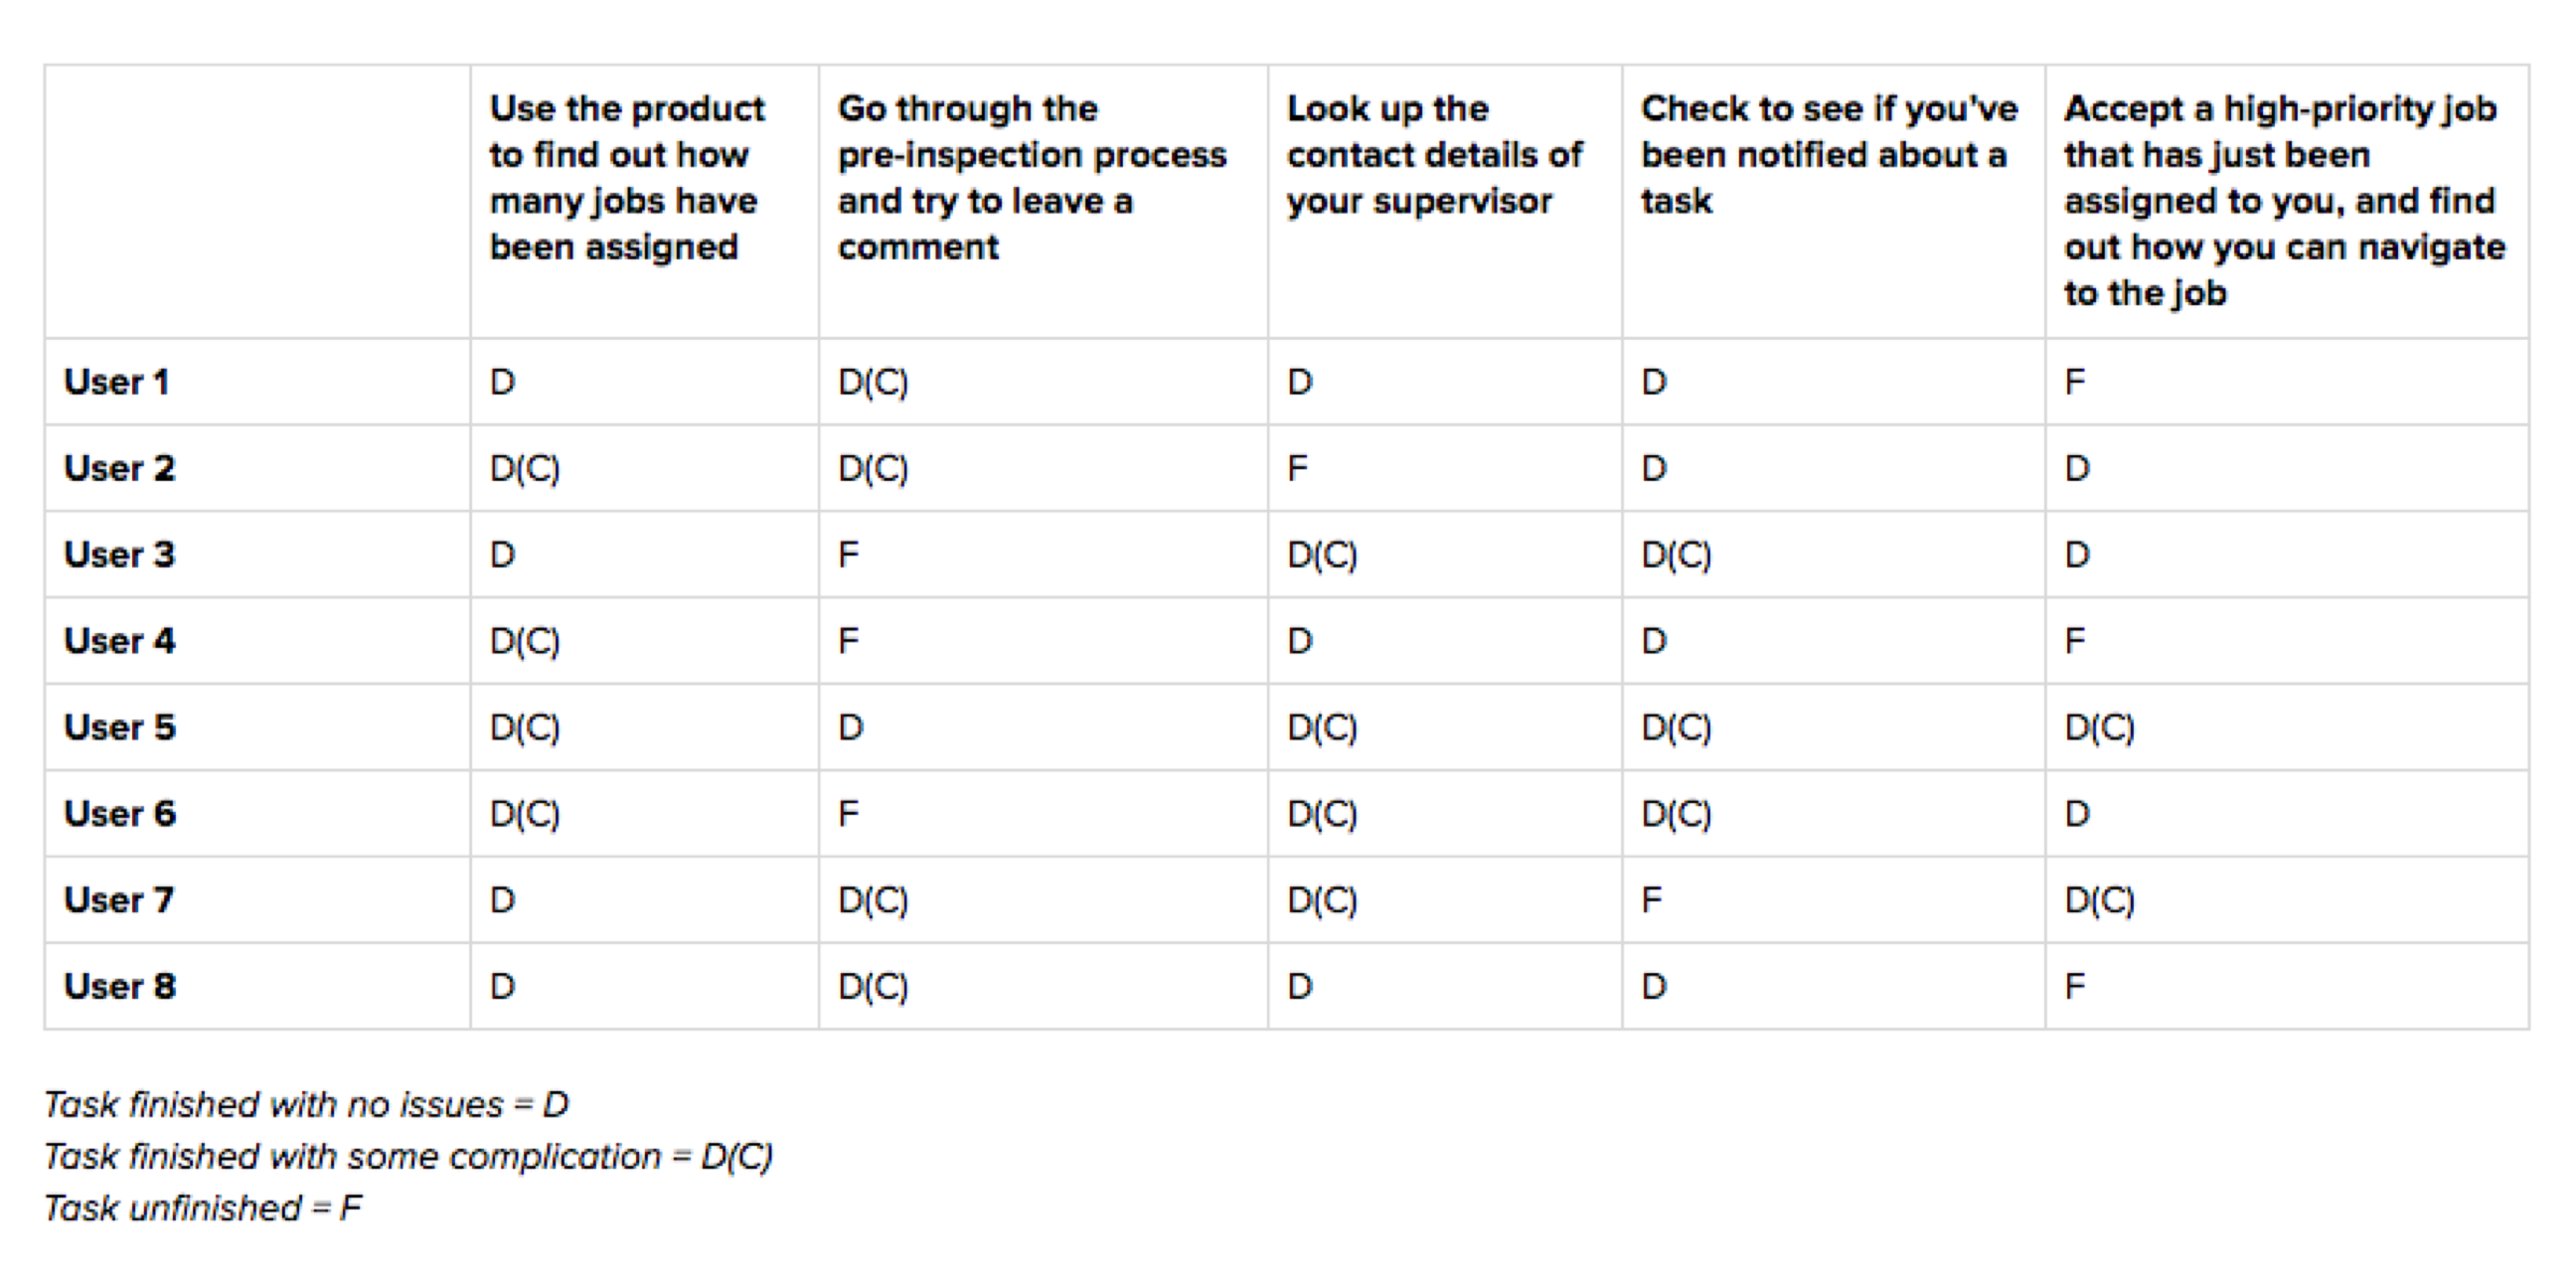 Use the product
to find out how
many jobs have
been assigned
Go through the
pre-inspection process
and try to leave a
comment
Look up the
contact details of
your supervisor
Check to see if you've
been notified about a
task
Accept a high-priority job
that has just been
assigned to you, and find
out how you can navigate
to the job
User 1 D D(C) D D F
User 2 D(C) D(C) F D D
User 3 D F D(C) D(C) D
User 4 D(C) F D D F
User 5 D(C) D D(C) D(C) D(C)
User 6 D(C) F D(C) D(C) D
User 7 D D(C) D(C) F D(C)
User 8 D D(C) D D F
Task finished with no issues = D
Task finished with some complication = D(C)
Task unfinished = F